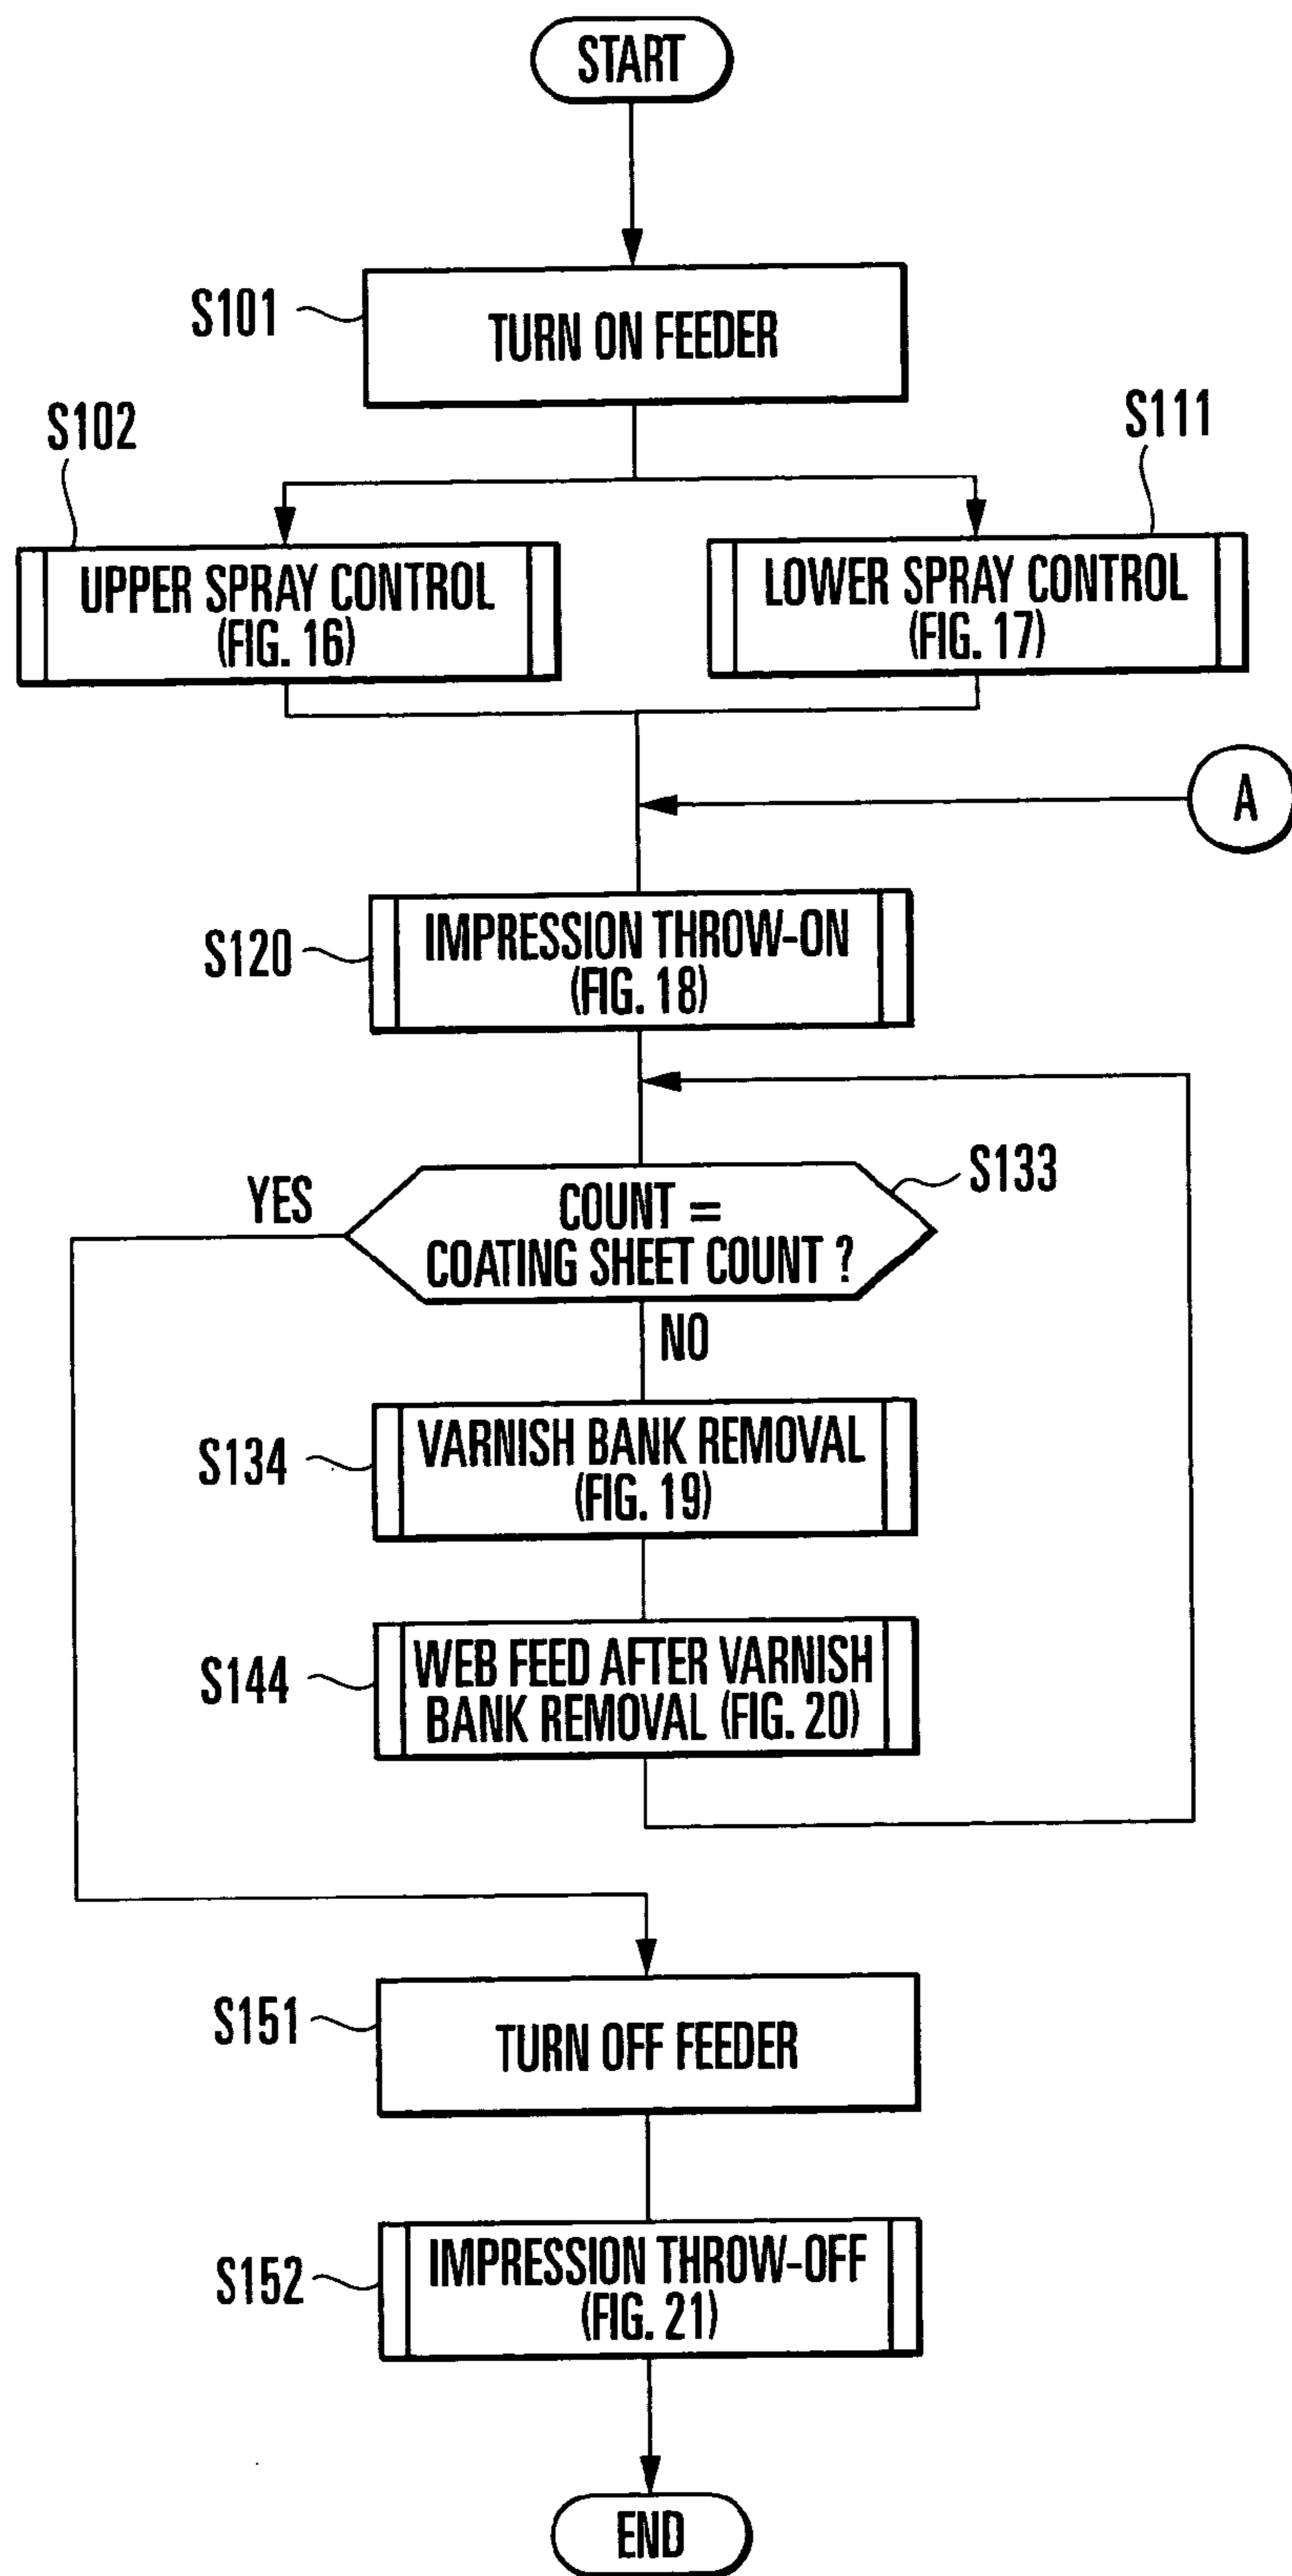 START
S101
TURN ON FEEDER
S102
S111
UPPER SPRAY CONTROL
(FIG. 16)
LOWER SPRAY CONTROL
(FIG. 17)
A
S120
IMPRESSION THROW-ON
(FIG. 18)
YES
S133
COUNT =
COATING SHEET COUNT ?
NO
S134
VARNISH BANK REMOVAL
(FIG. 19)
S144
WEB FEED AFTER VARNISH
BANK REMOVAL (FIG. 20)
S151
TURN OFF FEEDER
S152
IMPRESSION THROW-OFF
(FIG. 21)
END